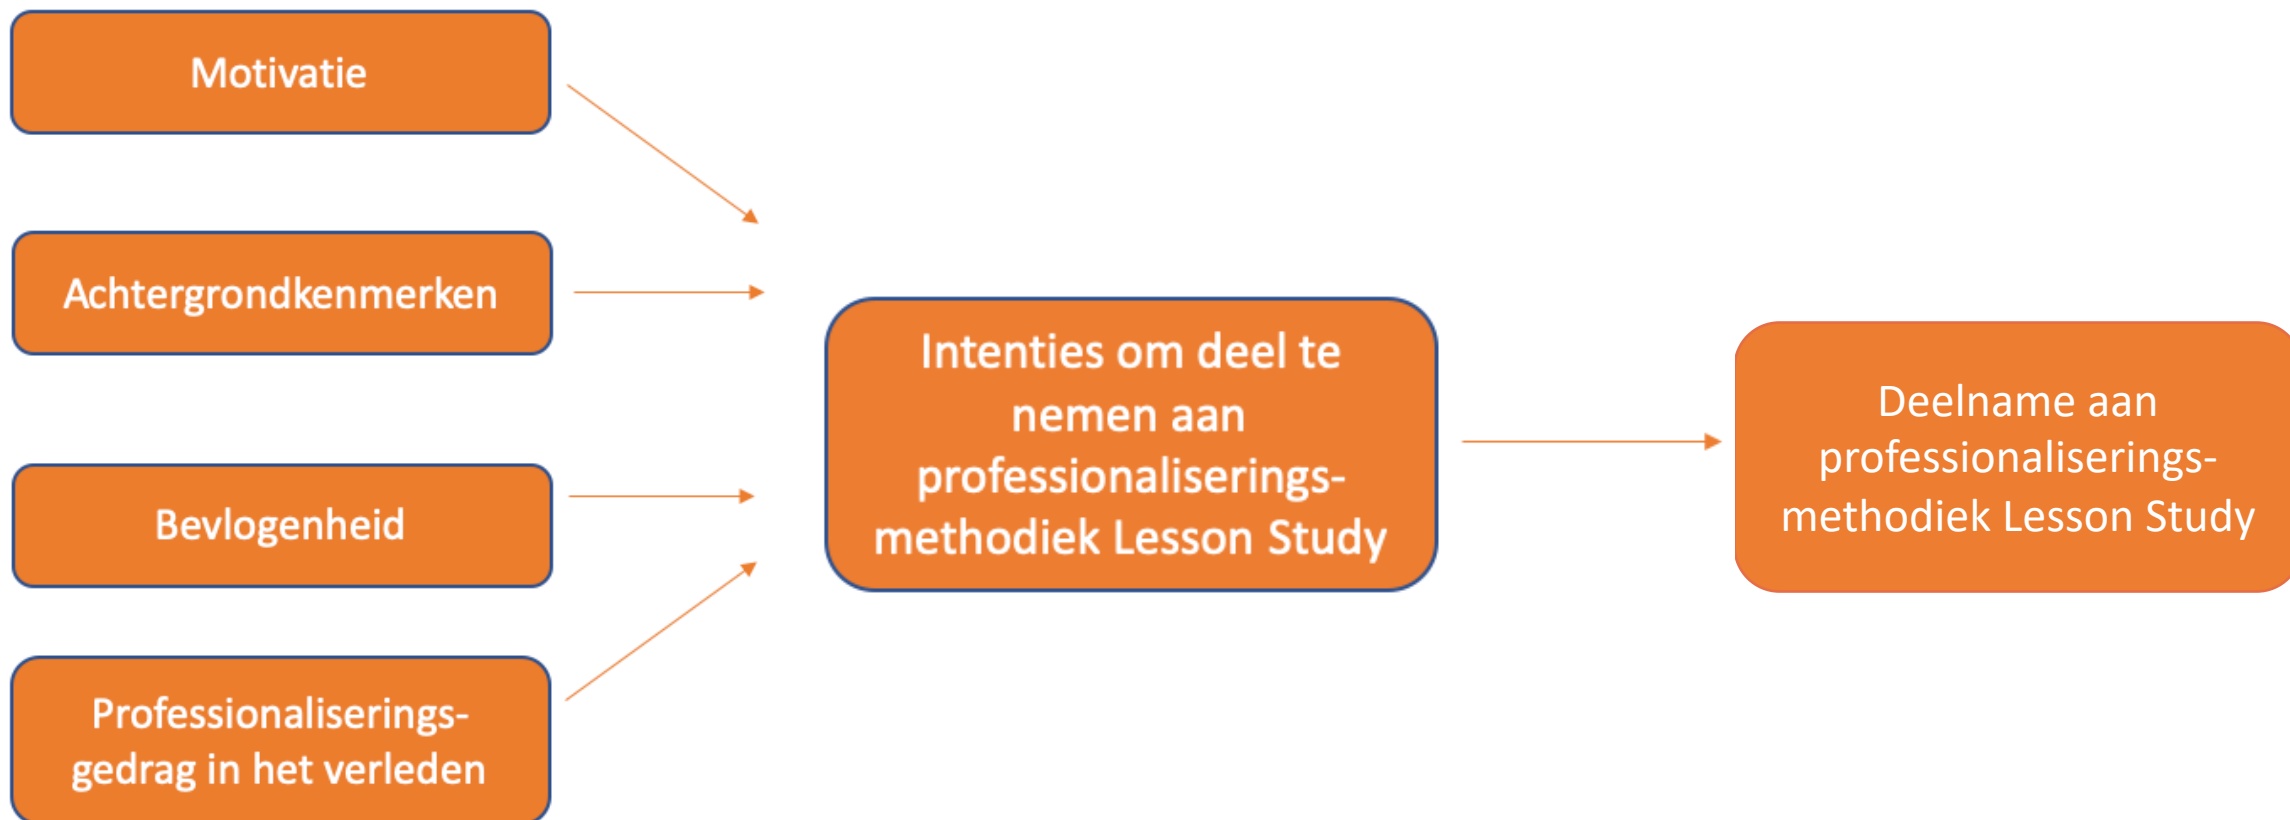 Motivatie
Achtergrondkenmerken
Bevlogenheid
Professionaliserings-
gedrag in het verleden
Intenties om deel te
nemen aan
professionaliserings-
methodiek Lesson Study
Deelname aan
professionaliserings-
methodiek Lesson Study